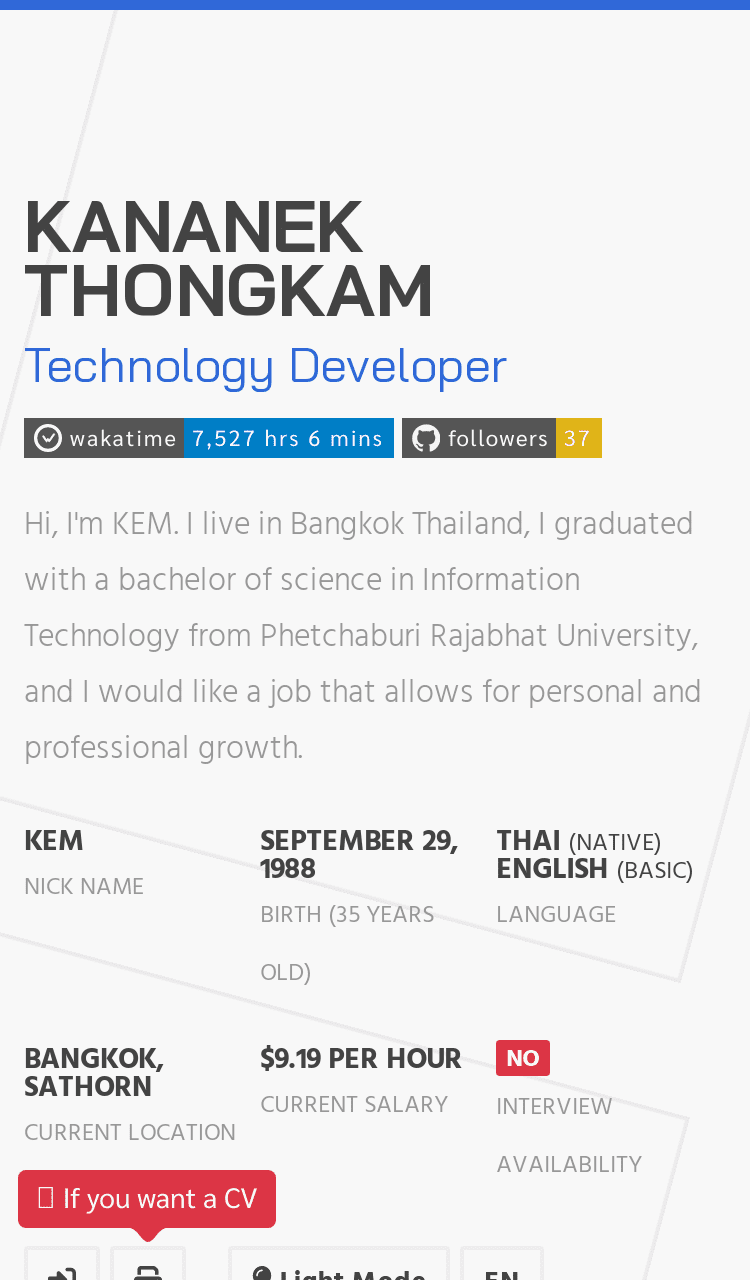 KANANEK
THONGKAM
Technology Developer
wakatime 7,527 hrs 6 mins followers 37
Hi, I'm KEM. I live in Bangkok Thailand, I graduated
with a bachelor of science in Information
Technology from Phetchaburi Rajabhat University,
and I would like a job that allows for personal and
professional growth.
KEM
NICK NAME
SEPTEMBER 29,
1988
BIRTH (35 YEARS
OLD)
THAI (NATIVE)
ENGLISH (BASIC)
LANGUAGE
BANGKOK,
SATHORN
CURRENT LOCATION
$9.19 PER HOUR
CURRENT SALARY
NO
INTERVIEW
AVAILABILITY
If you want a CV
Light Mode
EN